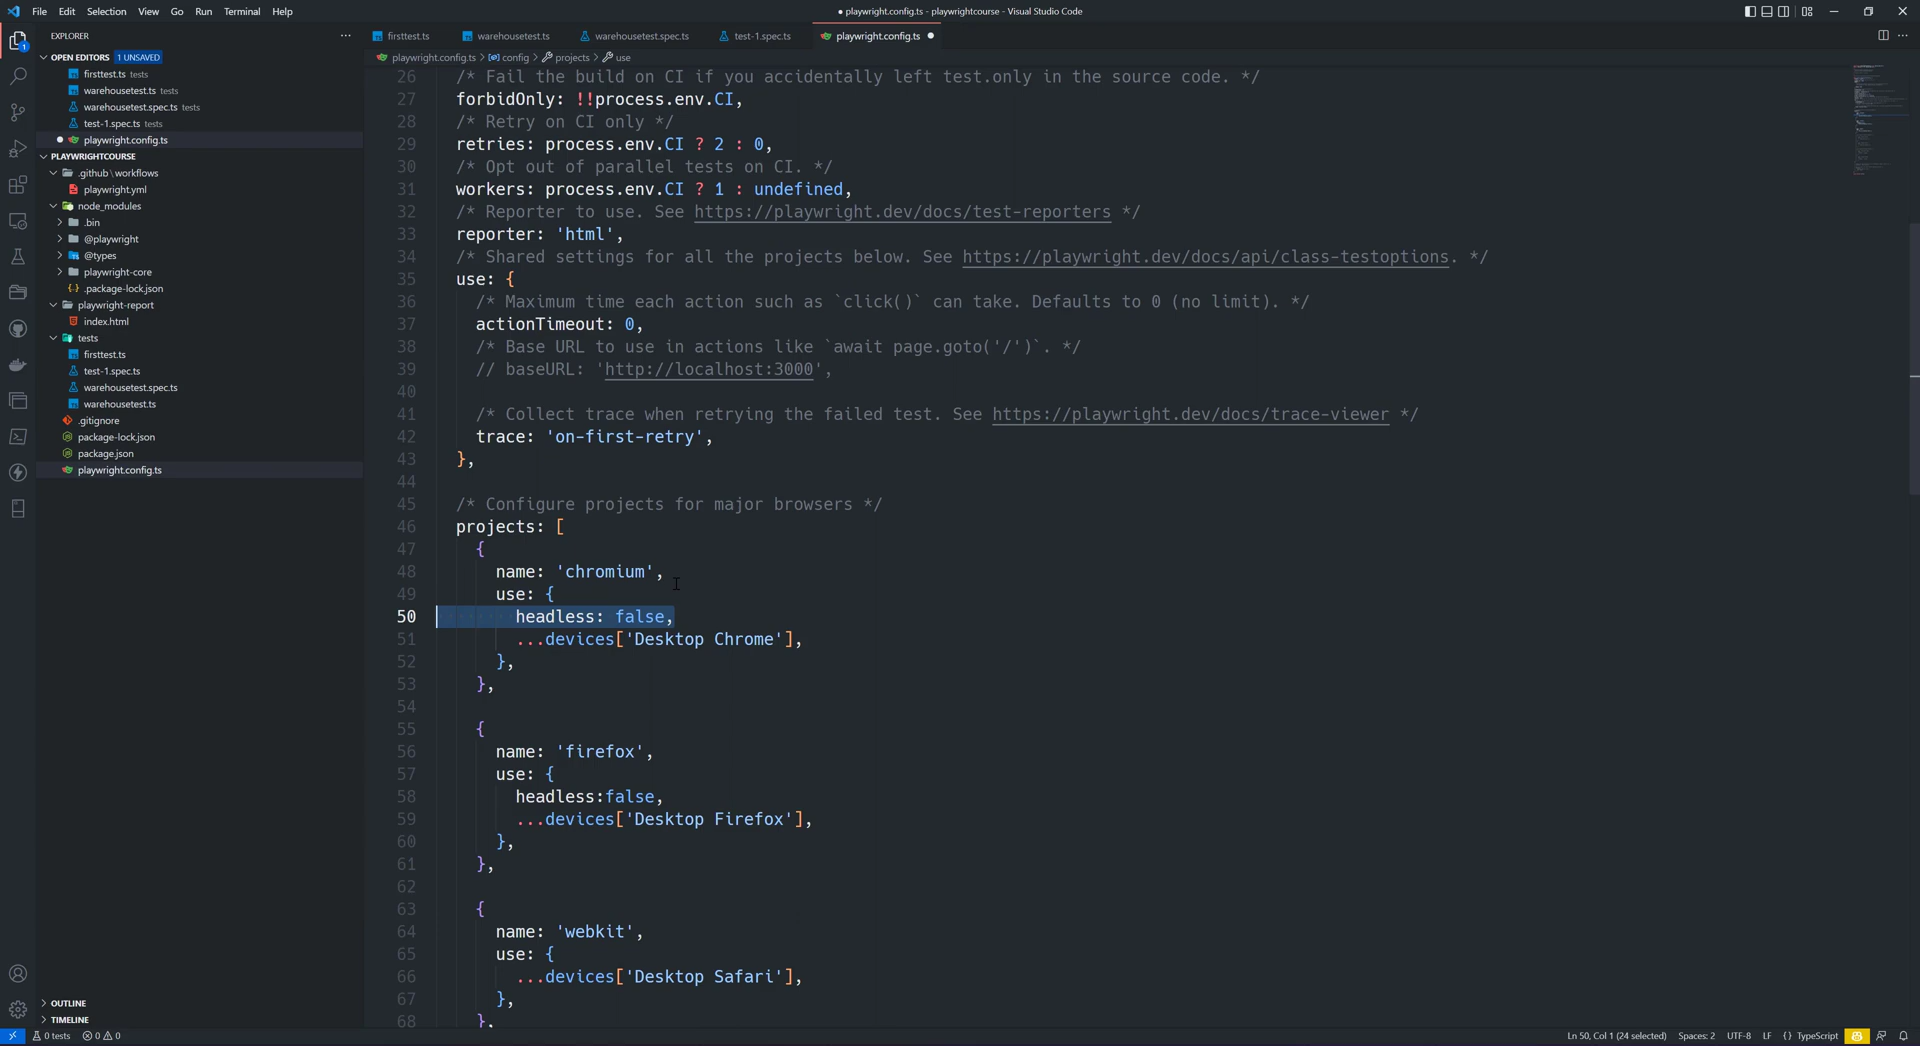 File Edit Selection View Go Run Terminal Help
● playwright.config.ts - playwrightcourse - Visual Studio Code
EXPLORER
OPEN EDITORS 1 UNSAVED
firsttest.ts tests
warehousetest.ts tests
warehousetest.spec.ts tests
test-1.spec.ts tests
playwright.config.ts
PLAYWRIGHTCOURSE
.github\workflows
playwright.yml
node_modules
.bin
@playwright
@types
playwright-core
.package-lock.json
playwright-report
index.html
tests
firsttest.ts
test-1.spec.ts
warehousetest.spec.ts
warehousetest.ts
.gitignore
package-lock.json
package.json
playwright.config.ts
OUTLINE
TIMELINE
firsttest.ts warehousetest.ts warehousetest.spec.ts test-1.spec.ts playwright.config.ts
playwright.config.ts > config > projects > use
26 /* Fail the build on CI if you accidentally left test.only in the source code. */
27 forbidOnly: !!process.env.CI,
28 /* Retry on CI only */
29 retries: process.env.CI ? 2 : 0,
30 /* Opt out of parallel tests on CI. */
31 workers: process.env.CI ? 1 : undefined,
32 /* Reporter to use. See https://playwright.dev/docs/test-reporters */
33 reporter: 'html',
34 /* Shared settings for all the projects below. See https://playwright.dev/docs/api/class-testoptions. */
35 use: {
36 /* Maximum time each action such as `click()` can take. Defaults to 0 (no limit). */
37 actionTimeout: 0,
38 /* Base URL to use in actions like `await page.goto('/')`. */
39 // baseURL: 'http://localhost:3000',
40
41 /* Collect trace when retrying the failed test. See https://playwright.dev/docs/trace-viewer */
42 trace: 'on-first-retry',
43 },
44
45 /* Configure projects for major browsers */
46 projects: [
47 {
48 name: 'chromium',
49 use: {
50 headless: false,
51 ...devices['Desktop Chrome'],
52 },
53 },
54
55 {
56 name: 'firefox',
57 use: {
58 headless:false,
59 ...devices['Desktop Firefox'],
60 },
61 },
62
63 {
64 name: 'webkit',
65 use: {
66 ...devices['Desktop Safari'],
67 },
68 },
0 tests 0 0 Ln 50, Col 1 (24 selected) Spaces: 2 UTF-8 LF {} TypeScript